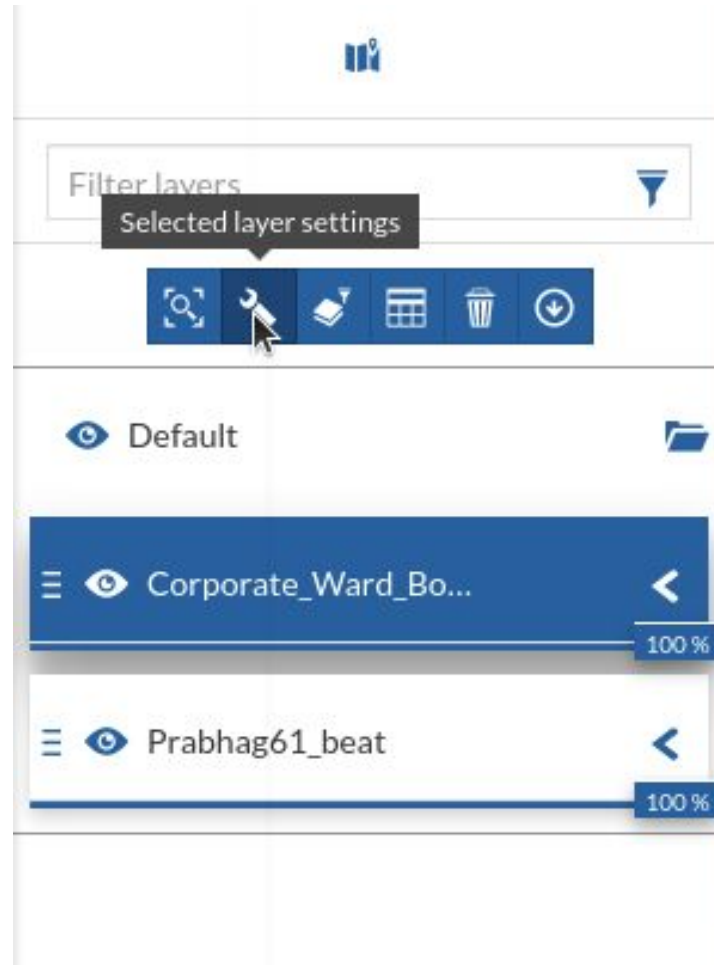 Filter layers
Selected layer settings
Default
Corporate_Ward_Bo...
100 %
Prabhag61_beat
100 %